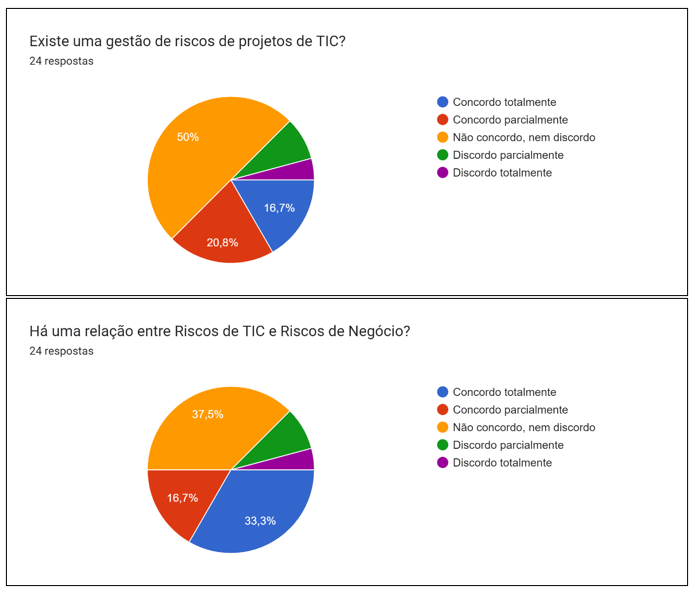 Existe uma gestão de riscos de projetos de TIC?
24 respostas
50%
16,7%
20,8%
Concordo totalmente
Concordo parcialmente
Não concordo, nem discordo
Discordo parcialmente
Discordo totalmente
Há uma relação entre Riscos de TIC e Riscos de Negócio?
24 respostas
37,5%
16,7%
33,3%
Concordo totalmente
Concordo parcialmente
Não concordo, nem discordo
Discordo parcialmente
Discordo totalmente